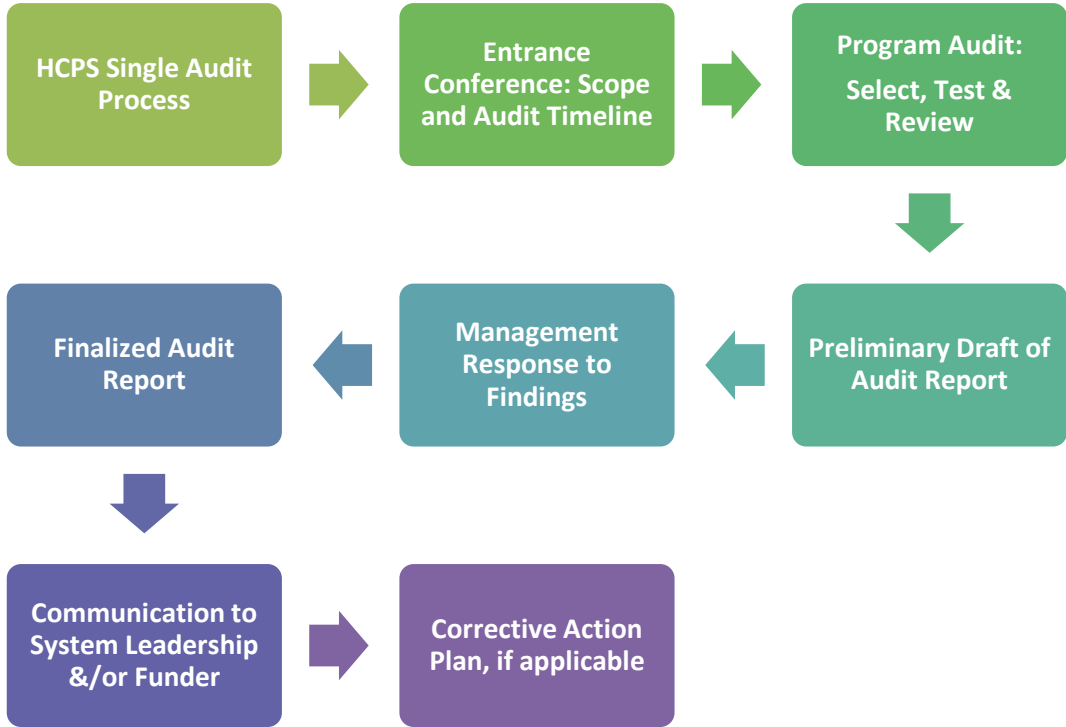 HCPS Single Audit
Process
Entrance
Conference: Scope
and Audit Timeline
Program Audit:
Select, Test &
Review
Preliminary Draft of
Audit Report
Management
Response to
Findings
Finalized Audit
Report
Communication to
System Leadership
&/or Funder
Corrective Action
Plan, if applicable